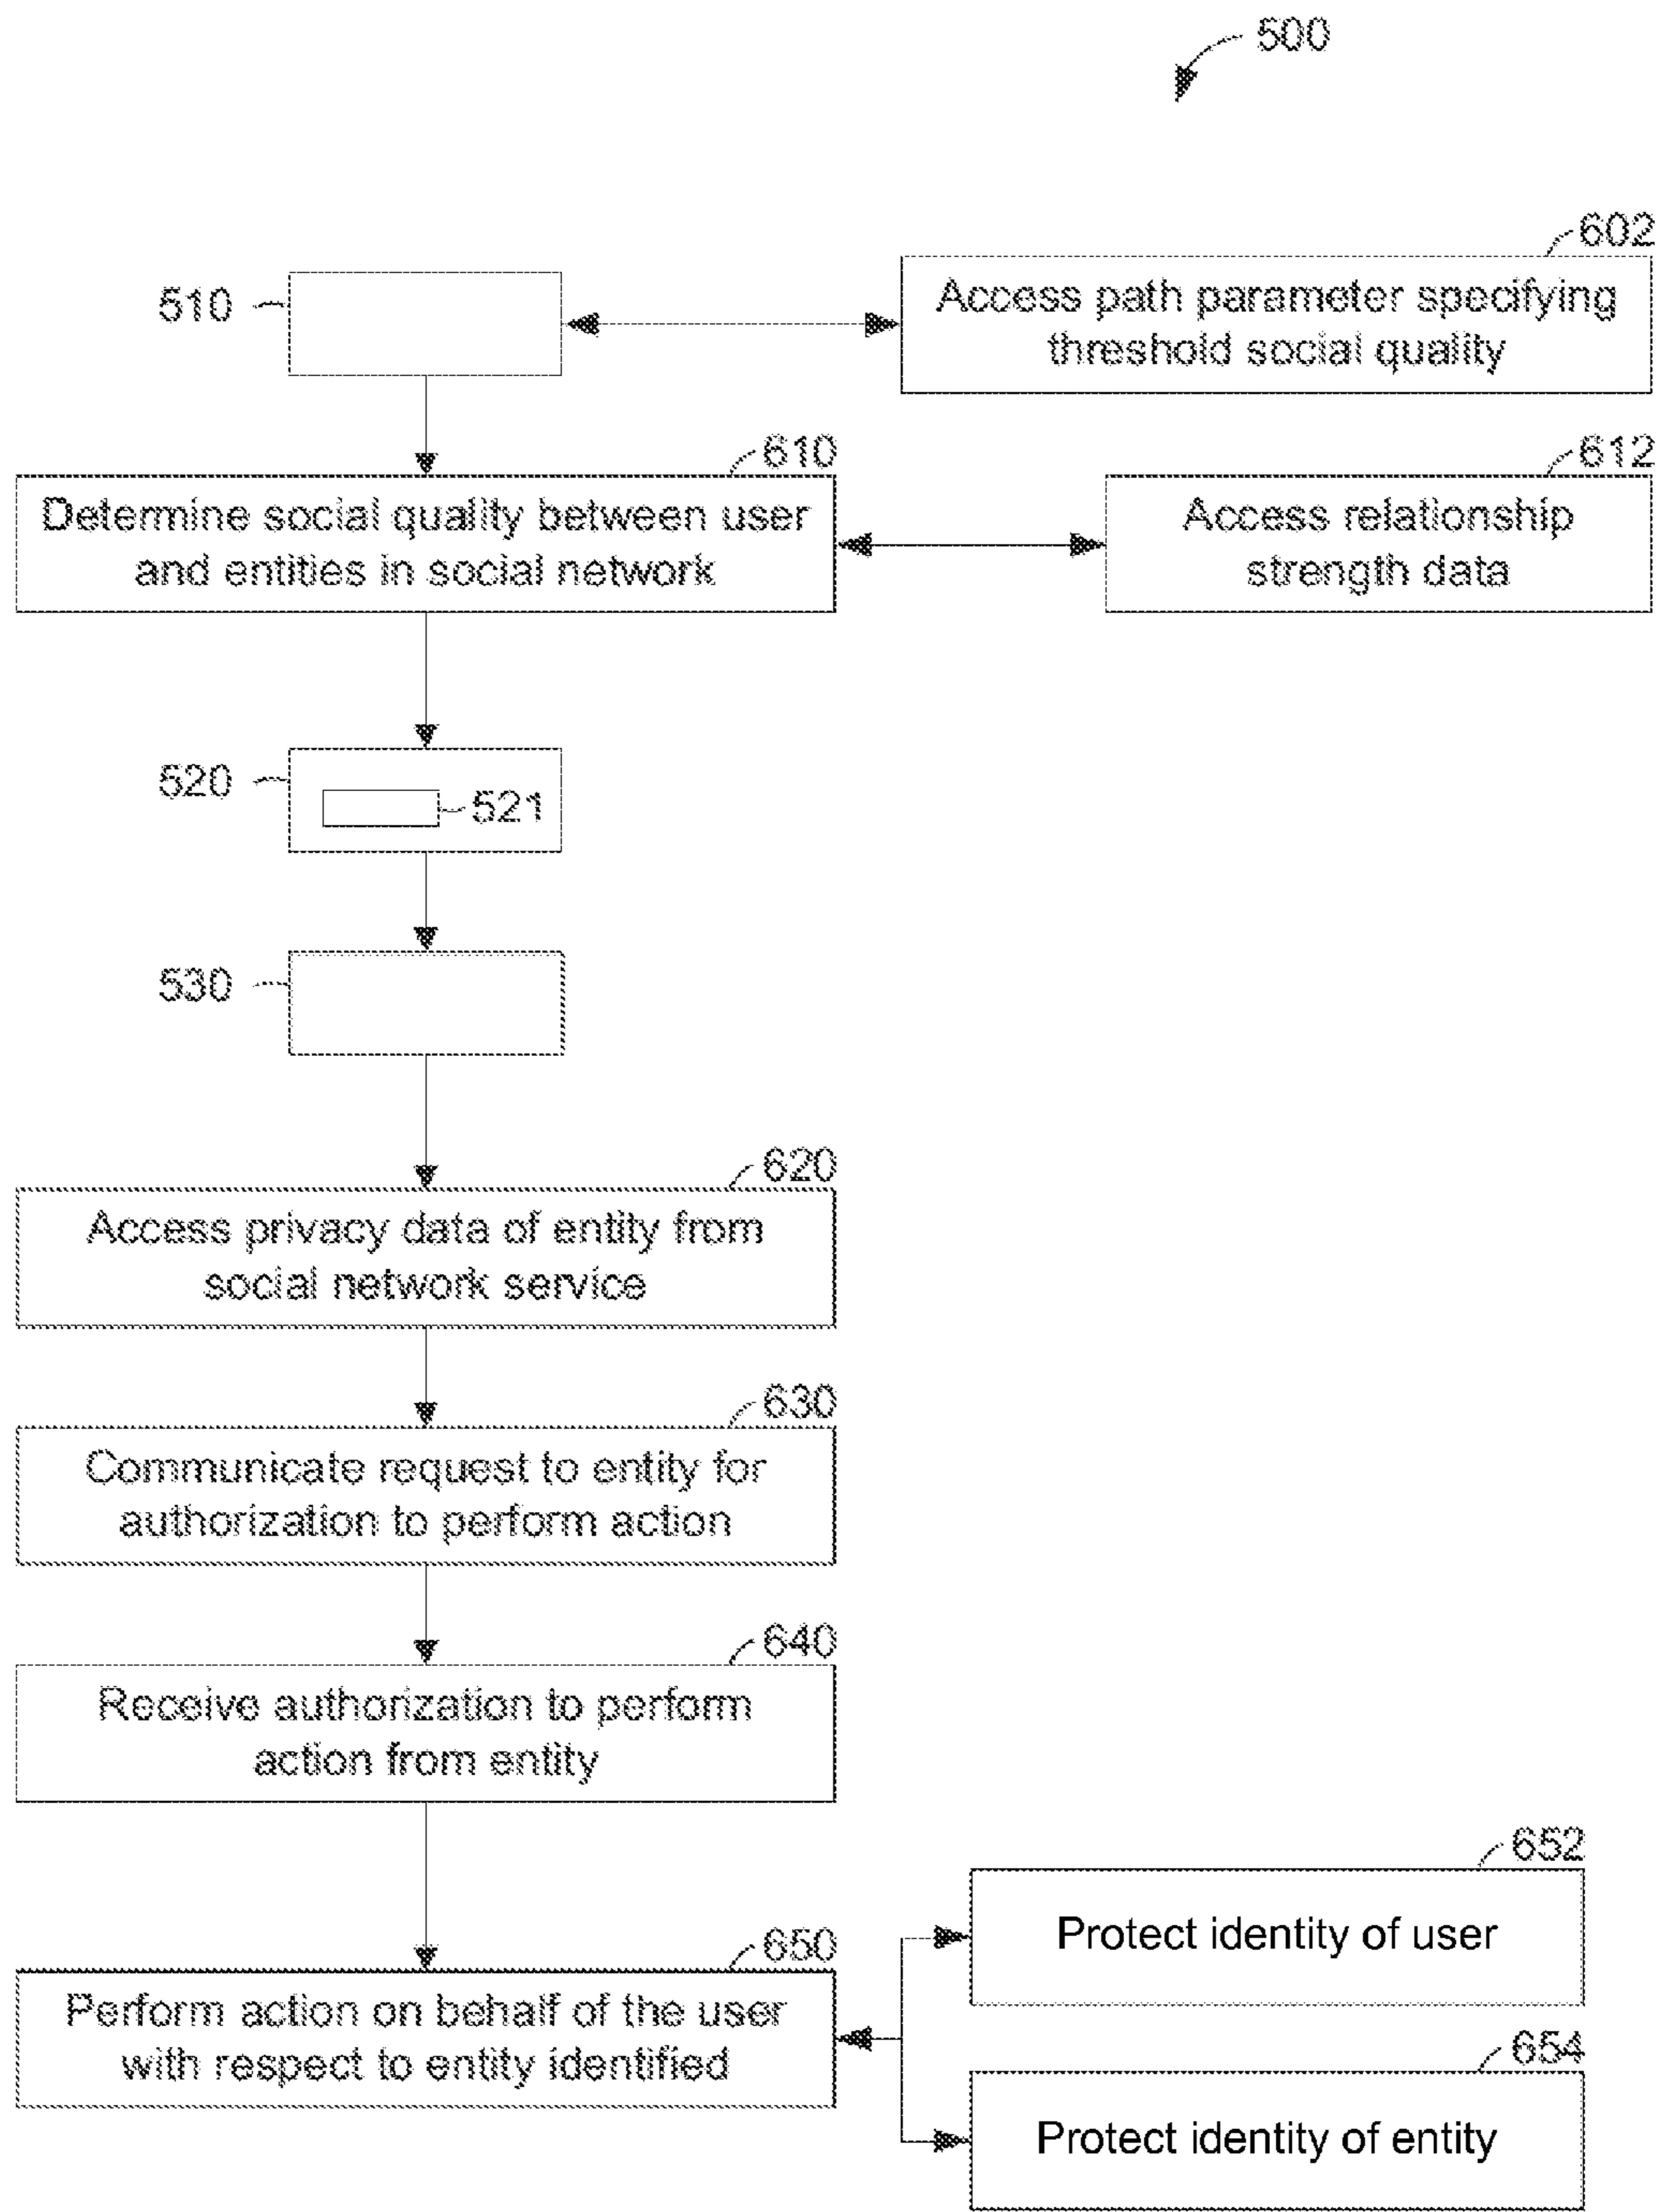 500
602
510
Access path parameter specifying
threshold social quality
610
612
Determine social quality between user
and entities in social network
Access relationship
strength data
520
521
530
620
Access privacy data of entity from
social network service
630
Communicate request to entity for
authorization to perform action
640
Receive authorization to perform
action from entity
652
Protect identity of user
650
Perform action on behalf of the user
with respect to entity identified
654
Protect identity of entity